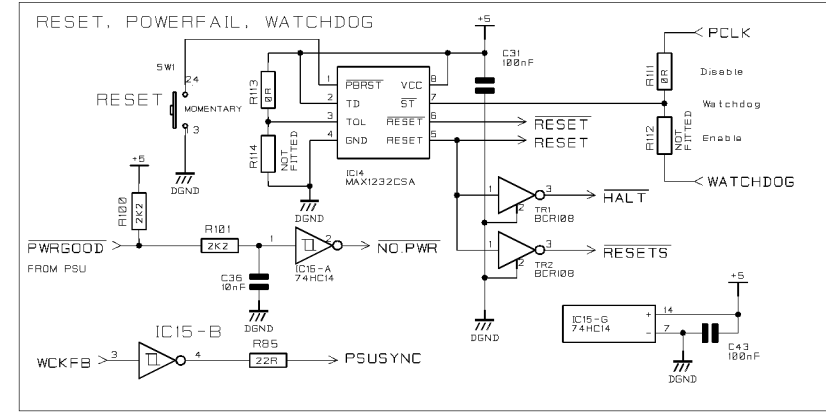 RESET, POWERFAIL, WATCHDOG
+5
PCLK
C31
100nF
SW1
2 4
RESET
MOMENTARY
1 3
DGND
R113
0R
R114
NOT FITTED
DGND
1 PBRST VCC 8
2 TD ST 7
3 TOL RESET 6
4 GND RESET 5
IC14
MAX1232CSA
R111
0R
Disable
Watchdog
R112
NOT FITTED
Enable
WATCHDOG
RESET
RESET
1 3
2
TR1
BCR108
HALT
1 3
2
TR2
BCR108
RESETS
DGND
+5
R100
2K2
PWRGOOD
FROM PSU
R101
2K2
C36
10nF
DGND
1 2
IC15-A
74HC14
NO.PWR
IC15-B
WCKFB
3 4
R85
22R
PSUSYNC
+5
IC15-G
74HC14
+ 14
- 7
C43
100nF
DGND